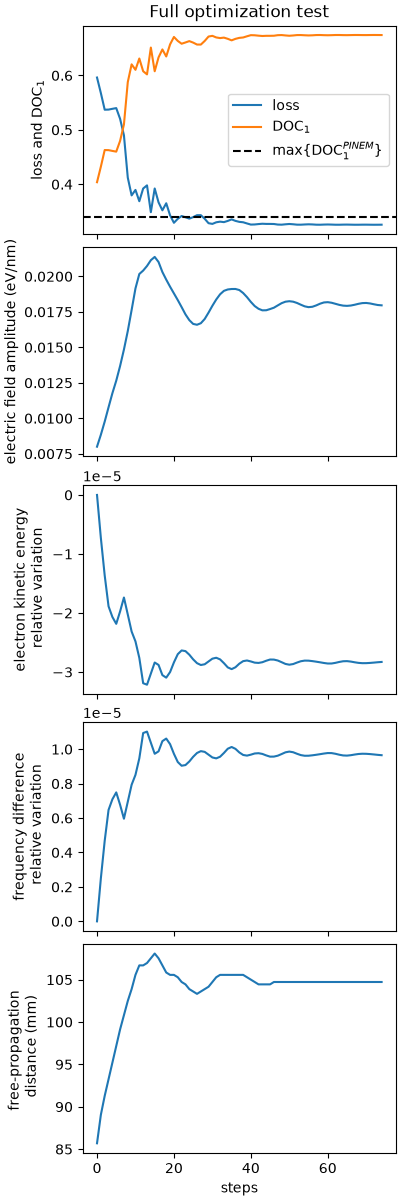 Full optimization test
loss and DOC₁
0.6
0.5
0.4
loss
DOC₁
max{DOC₁^{PINEM}}
electric field amplitude (eV/nm)
0.0200
0.0175
0.0150
0.0125
0.0100
0.0075
1e−5
electron kinetic energy
relative variation
0
−1
−2
−3
1e−5
frequency difference
relative variation
1.0
0.8
0.6
0.4
0.2
0.0
free-propagation
distance (mm)
105
100
95
90
85
0 20 40 60
steps